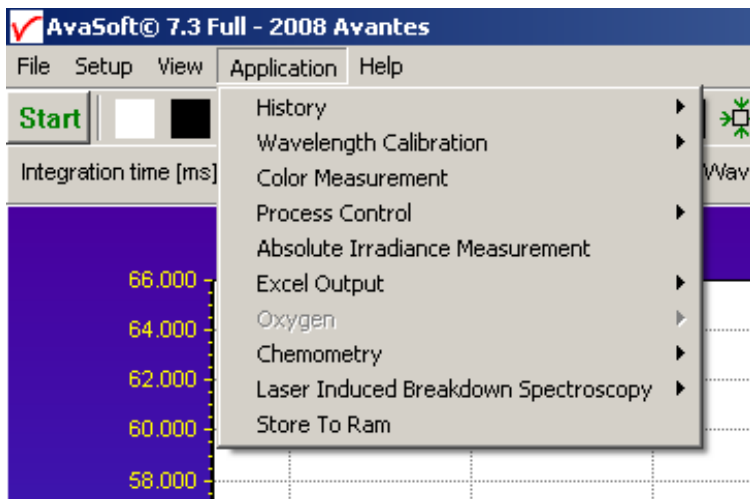 AvaSoft© 7.3 Full - 2008 Avantes
File Setup View Application Help
Start
Integration time [ms]
History
Wavelength Calibration
Color Measurement
Process Control
Absolute Irradiance Measurement
Excel Output
Oxygen
Chemometry
Laser Induced Breakdown Spectroscopy
Store To Ram
66.000
64.000
62.000
60.000
58.000